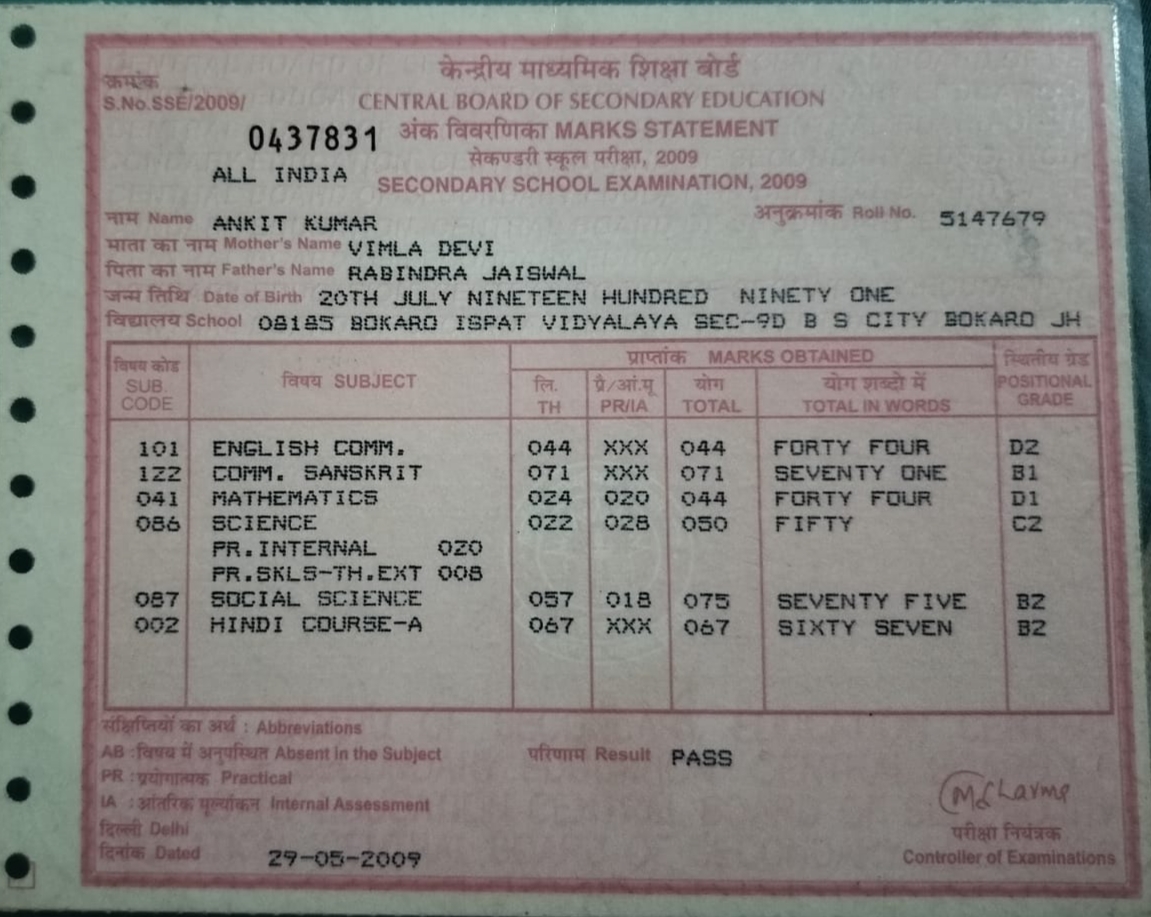 केन्द्रीय माध्यमिक शिक्षा बोर्ड
क्रमांक
S.No.SSE/2009/ CENTRAL BOARD OF SECONDARY EDUCATION
0437831 अंक विवरणिका MARKS STATEMENT
सेकण्डरी स्कूल परीक्षा, 2009
ALL INDIA SECONDARY SCHOOL EXAMINATION, 2009
नाम Name ANKIT KUMAR अनुक्रमांक Roll No. 5147679
माता का नाम Mother's Name VIMLA DEVI
पिता का नाम Father's Name RABINDRA JAISWAL
जन्म तिथि Date of Birth 20TH JULY NINETEEN HUNDRED NINETY ONE
विद्यालय School 08185 BOKARO ISPAT VIDYALAYA SEC-9D B S CITY BOKARO JH
विषय कोड SUB. CODE विषय SUBJECT प्राप्तांक MARKS OBTAINED स्थितीय ग्रेड POSITIONAL GRADE
लि. TH प्रै/आं.मू PR/IA योग TOTAL योग शब्दो में TOTAL IN WORDS
101 ENGLISH COMM. 044 XXX 044 FORTY FOUR D2
122 COMM. SANSKRIT 071 XXX 071 SEVENTY ONE B1
041 MATHEMATICS 024 020 044 FORTY FOUR D1
086 SCIENCE 022 028 050 FIFTY C2
PR.INTERNAL 020
PR.SKLS-TH.EXT 008
087 SOCIAL SCIENCE 057 018 075 SEVENTY FIVE B2
002 HINDI COURSE-A 067 XXX 067 SIXTY SEVEN B2
संक्षिप्तियों का अर्थ : Abbreviations
AB :विषय में अनुपस्थित Absent in the Subject परिणाम Result PASS
PR :प्रयोगात्मक Practical
IA :आंतरिक मूल्यांकन Internal Assessment
MSharma
दिल्ली Delhi परीक्षा नियंत्रक
दिनांक Dated 29-05-2009 Controller of Examinations